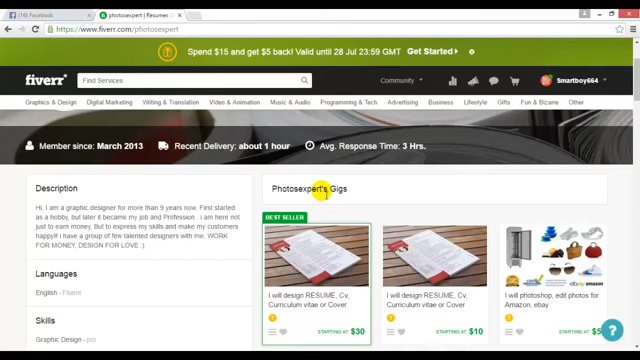 (16) Facebook
photosexpert | Resumes
https://www.fiverr.com/photosexpert
Spend $15 and get $5 back! Valid until 28 Jul 23:59 GMT Get Started
fiverr
Find Services
Community
Smartboy664
Graphics & Design Digital Marketing Writing & Translation Video & Animation Music & Audio Programming & Tech Advertising Business Lifestyle Gifts Fun & Bizarre Other
Member since: March 2013 Recent Delivery: about 1 hour Avg. Response Time: 3 Hrs.
Description
Hi, I am a graphic designer for more than 9 years now. First started
as a hobby, but later it became my job and Profession . I am here not
just to earn money, But to express my skills and make my customers
happy!! I have a group of few talented designers with me. WORK
FOR MONEY, DESIGN FOR LOVE :)
Languages
English - Fluent
Skills
Graphic Design - pro
Photosexpert's Gigs
BEST SELLER
I will design RESUME, Cv,
Curriculum vitae or Cover
STARTING AT $30
I will design RESUME, Cv,
Curriculum vitae or Cover
STARTING AT $10
I will photoshop, edit photos for
Amazon, ebay
STARTING AT $5
?